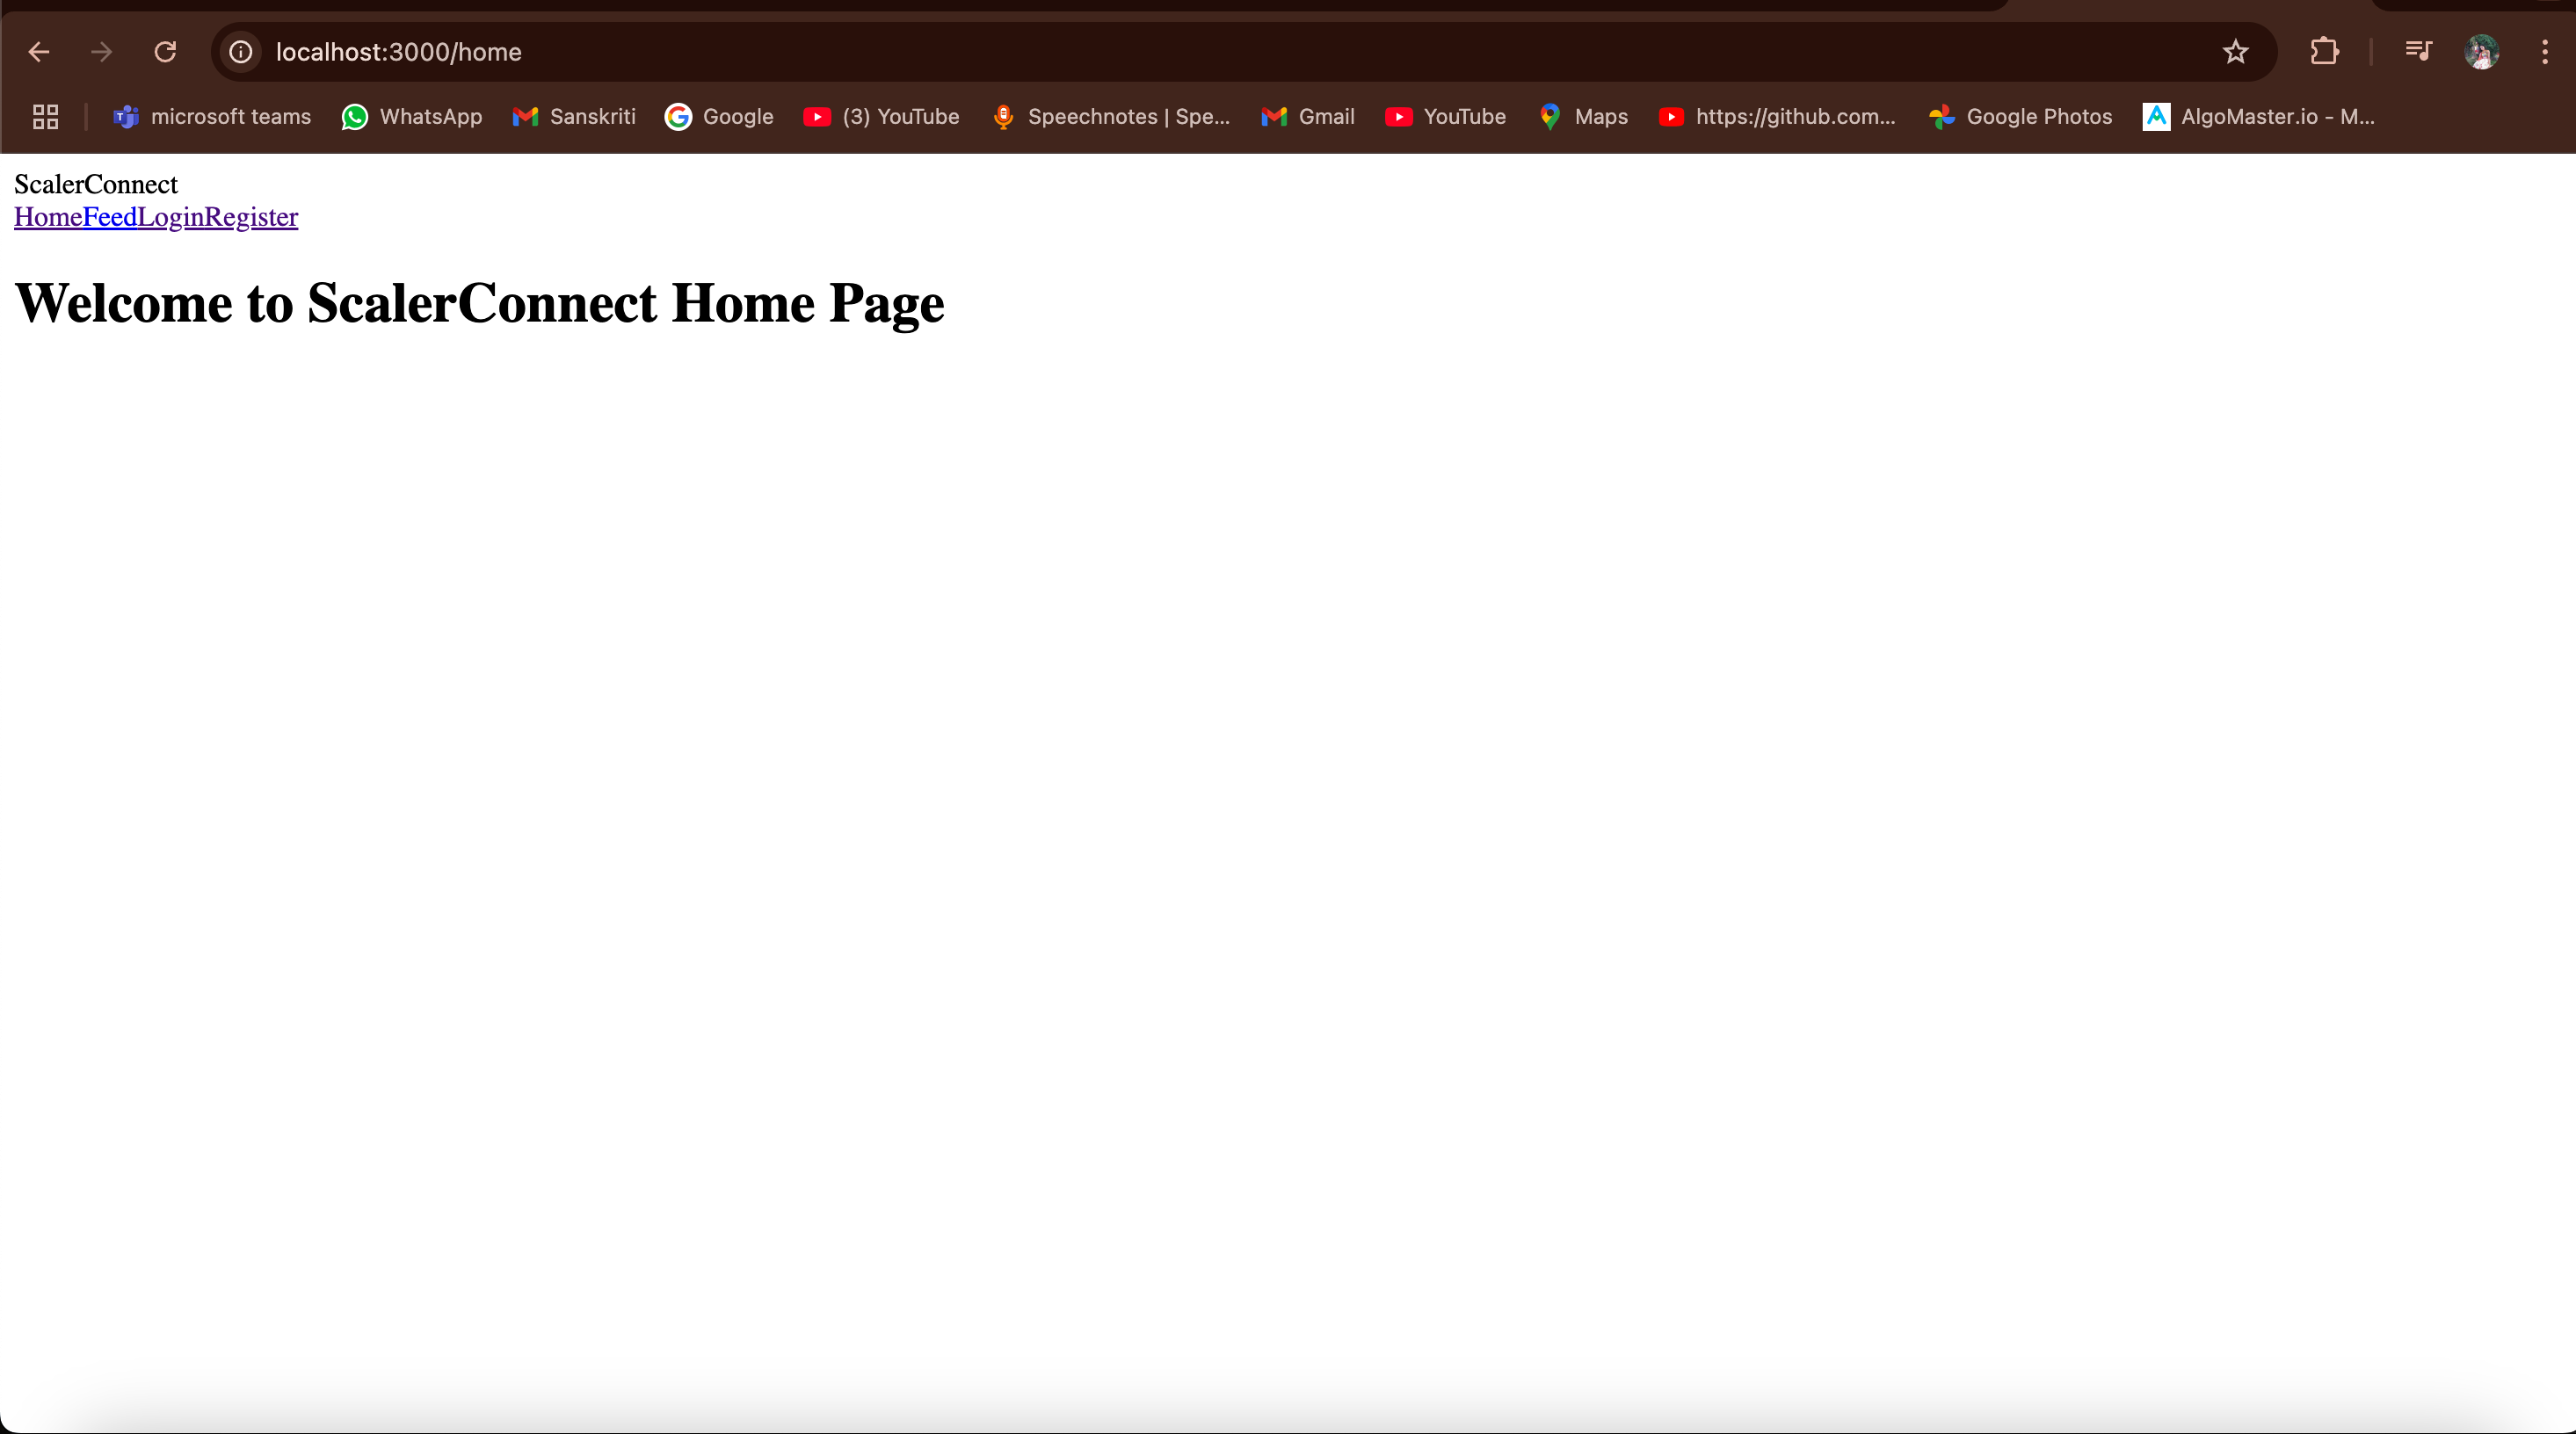 localhost:3000/home
microsoft teams WhatsApp Sanskriti Google (3) YouTube Speechnotes | Spe... Gmail YouTube Maps https://github.com... Google Photos AlgoMaster.io - M...
ScalerConnect
HomeFeedLoginRegister
Welcome to ScalerConnect Home Page